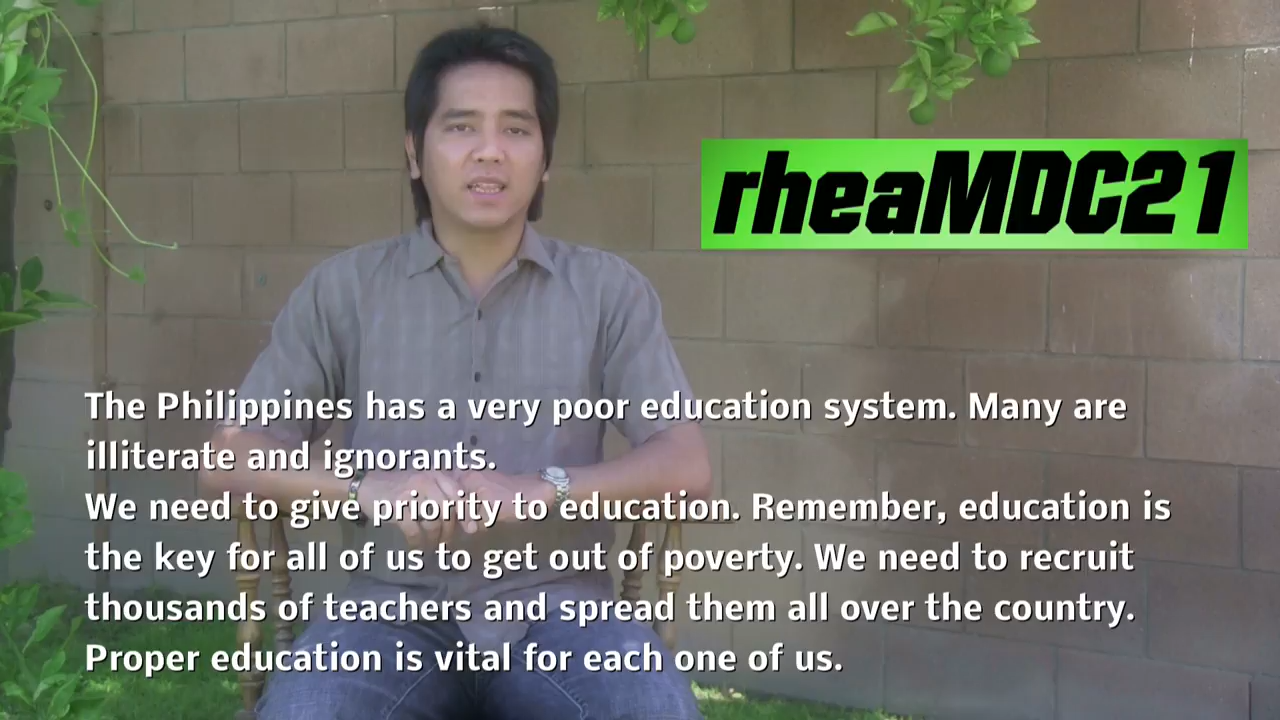 rheaMDC21
The Philippines has a very poor education system. Many are
illiterate and ignorants.
We need to give priority to education. Remember, education is
the key for all of us to get out of poverty. We need to recruit
thousands of teachers and spread them all over the country.
Proper education is vital for each one of us.